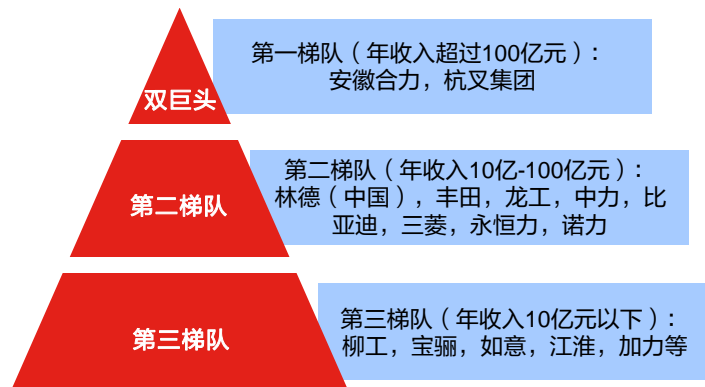 双巨头
第一梯队（年收入超过100亿元）：
安徽合力，杭叉集团
第二梯队
第二梯队（年收入10亿-100亿元）：
林德（中国），丰田，龙工，中力，比
亚迪，三菱，永恒力，诺力
第三梯队
第三梯队（年收入10亿元以下）：
柳工，宝骊，如意，江淮，加力等